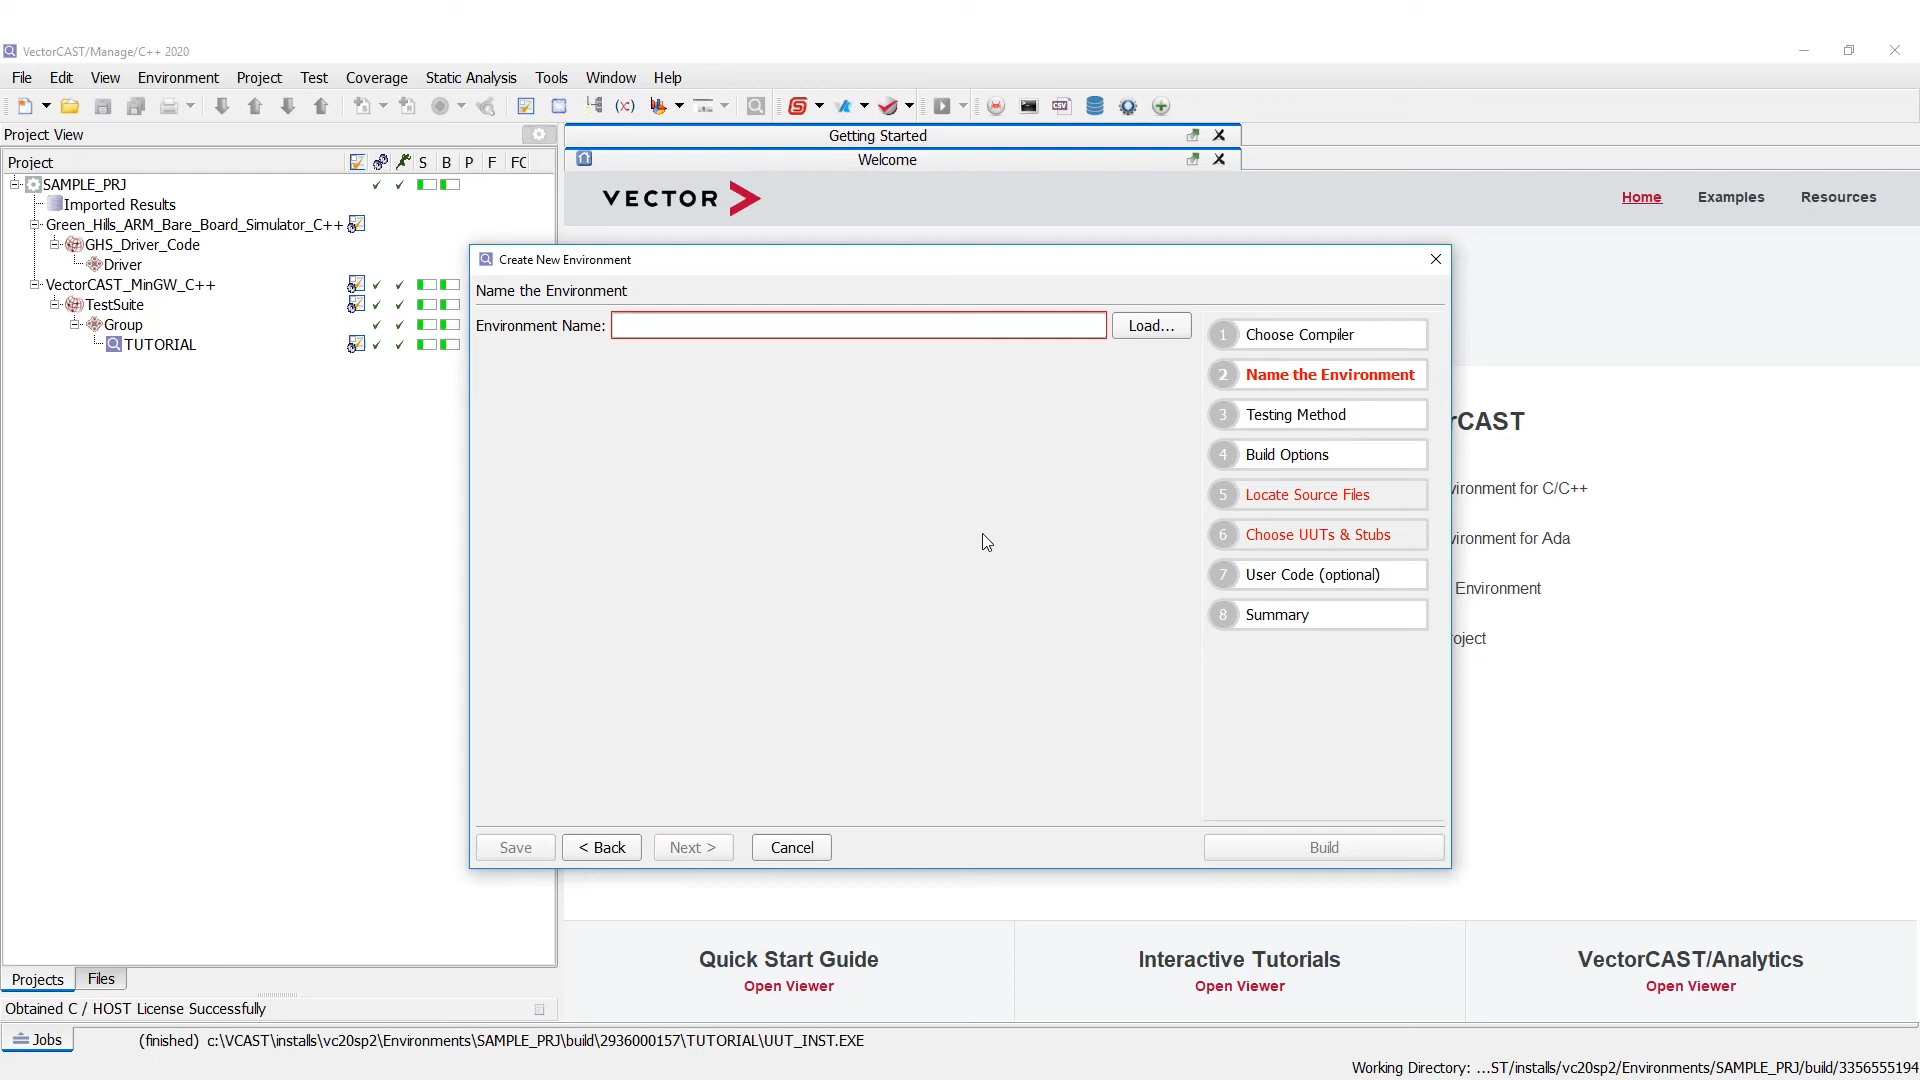 VectorCAST/Manage/C++ 2020
File Edit View Environment Project Test Coverage Static Analysis Tools Window Help
Project View
Getting Started
Welcome
Project S B P F FC
SAMPLE_PRJ
Imported Results
Green_Hills_ARM_Bare_Board_Simulator_C++
GHS_Driver_Code
Driver
VectorCAST_MinGW_C++
TestSuite
Group
TUTORIAL
VECTOR
Home Examples Resources
Create New Environment
Name the Environment
Environment Name:
Load...
1 Choose Compiler
2 Name the Environment
3 Testing Method
4 Build Options
5 Locate Source Files
6 Choose UUTs & Stubs
7 User Code (optional)
8 Summary
Save < Back Next > Cancel Build
rCAST
vironment for C/C++
vironment for Ada
Environment
oject
Quick Start Guide
Open Viewer
Interactive Tutorials
Open Viewer
VectorCAST/Analytics
Open Viewer
Projects Files
Obtained C / HOST License Successfully
Jobs
(finished) c:\VCAST\installs\vc20sp2\Environments\SAMPLE_PRJ\build\2936000157\TUTORIAL\UUT_INST.EXE
Working Directory: ...ST/installs/vc20sp2/Environments/SAMPLE_PRJ/build/3356555194